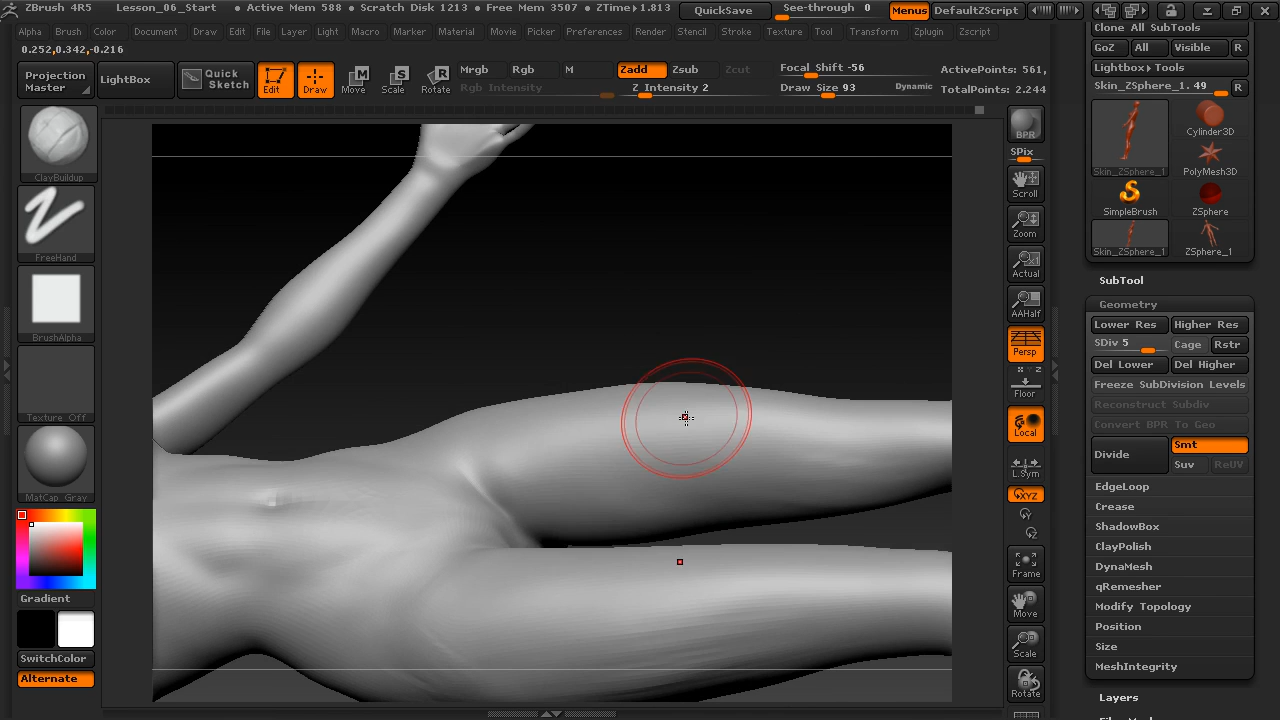 ZBrush 4R5 Lesson_06_Start • Active Mem 588 • Scratch Disk 1213 • Free Mem 3507 • ZTime▸1.813 QuickSave See-through 0 Menus DefaultZScript
Alpha Brush Color Document Draw Edit File Layer Light Macro Marker Material Movie Picker Preferences Render Stencil Stroke Texture Tool Transform Zplugin Zscript
0.252,0.342,-0.216
Projection Master
LightBox
Quick Sketch
Edit
Draw
Move
Scale
Rotate
Mrgb Rgb M
Rgb Intensity
Zadd Zsub Zcut
Z Intensity 2
Focal Shift -56
Draw Size 93 Dynamic
ActivePoints: 561,
TotalPoints: 2.244
ClayBuildup
FreeHand
BrushAlpha
Texture Off
MatCap Gray
Gradient
SwitchColor
Alternate
BPR
SPix
Scroll
Zoom
Actual
AAHalf
Persp
X Y Z
Floor
Local
L.Sym
XYZ
Y
Z
Frame
Move
Scale
Rotate
Clone All SubTools
GoZ All Visible R
Lightbox▸Tools
Skin_ZSphere_1. 49 R
Skin_ZSphere_1
Cylinder3D
PolyMesh3D
SimpleBrush
ZSphere
Skin_ZSphere_1
ZSphere_1
SubTool
Geometry
Lower Res Higher Res
SDiv 5 Cage Rstr
Del Lower Del Higher
Freeze SubDivision Levels
Reconstruct Subdiv
Convert BPR To Geo
Divide
Smt
Suv ReUV
EdgeLoop
Crease
ShadowBox
ClayPolish
DynaMesh
qRemesher
Modify Topology
Position
Size
MeshIntegrity
Layers